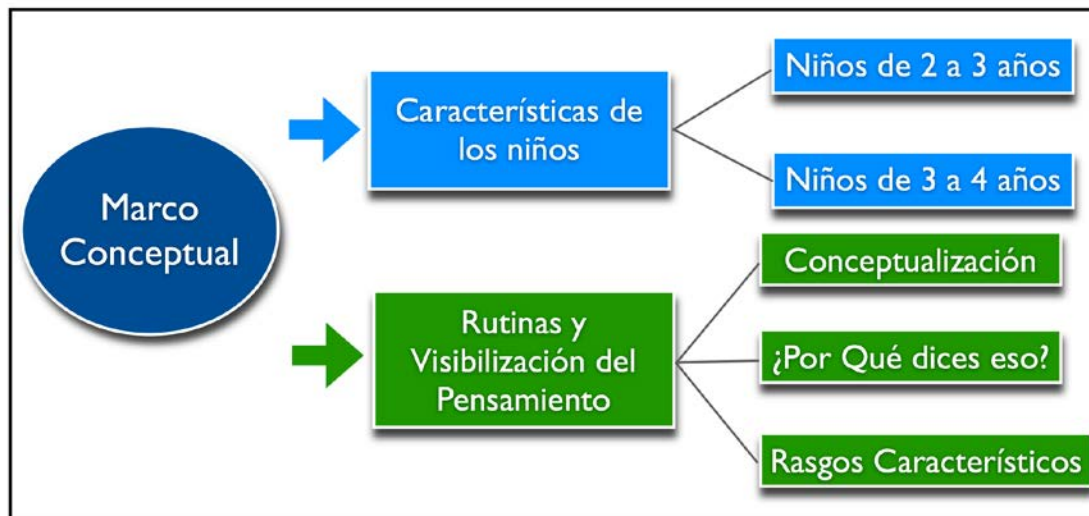 Marco
Conceptual
Características de
los niños
Niños de 2 a 3 años
Niños de 3 a 4 años
Rutinas y
Visibilización del
Pensamiento
Conceptualización
¿Por Qué dices eso?
Rasgos Característicos